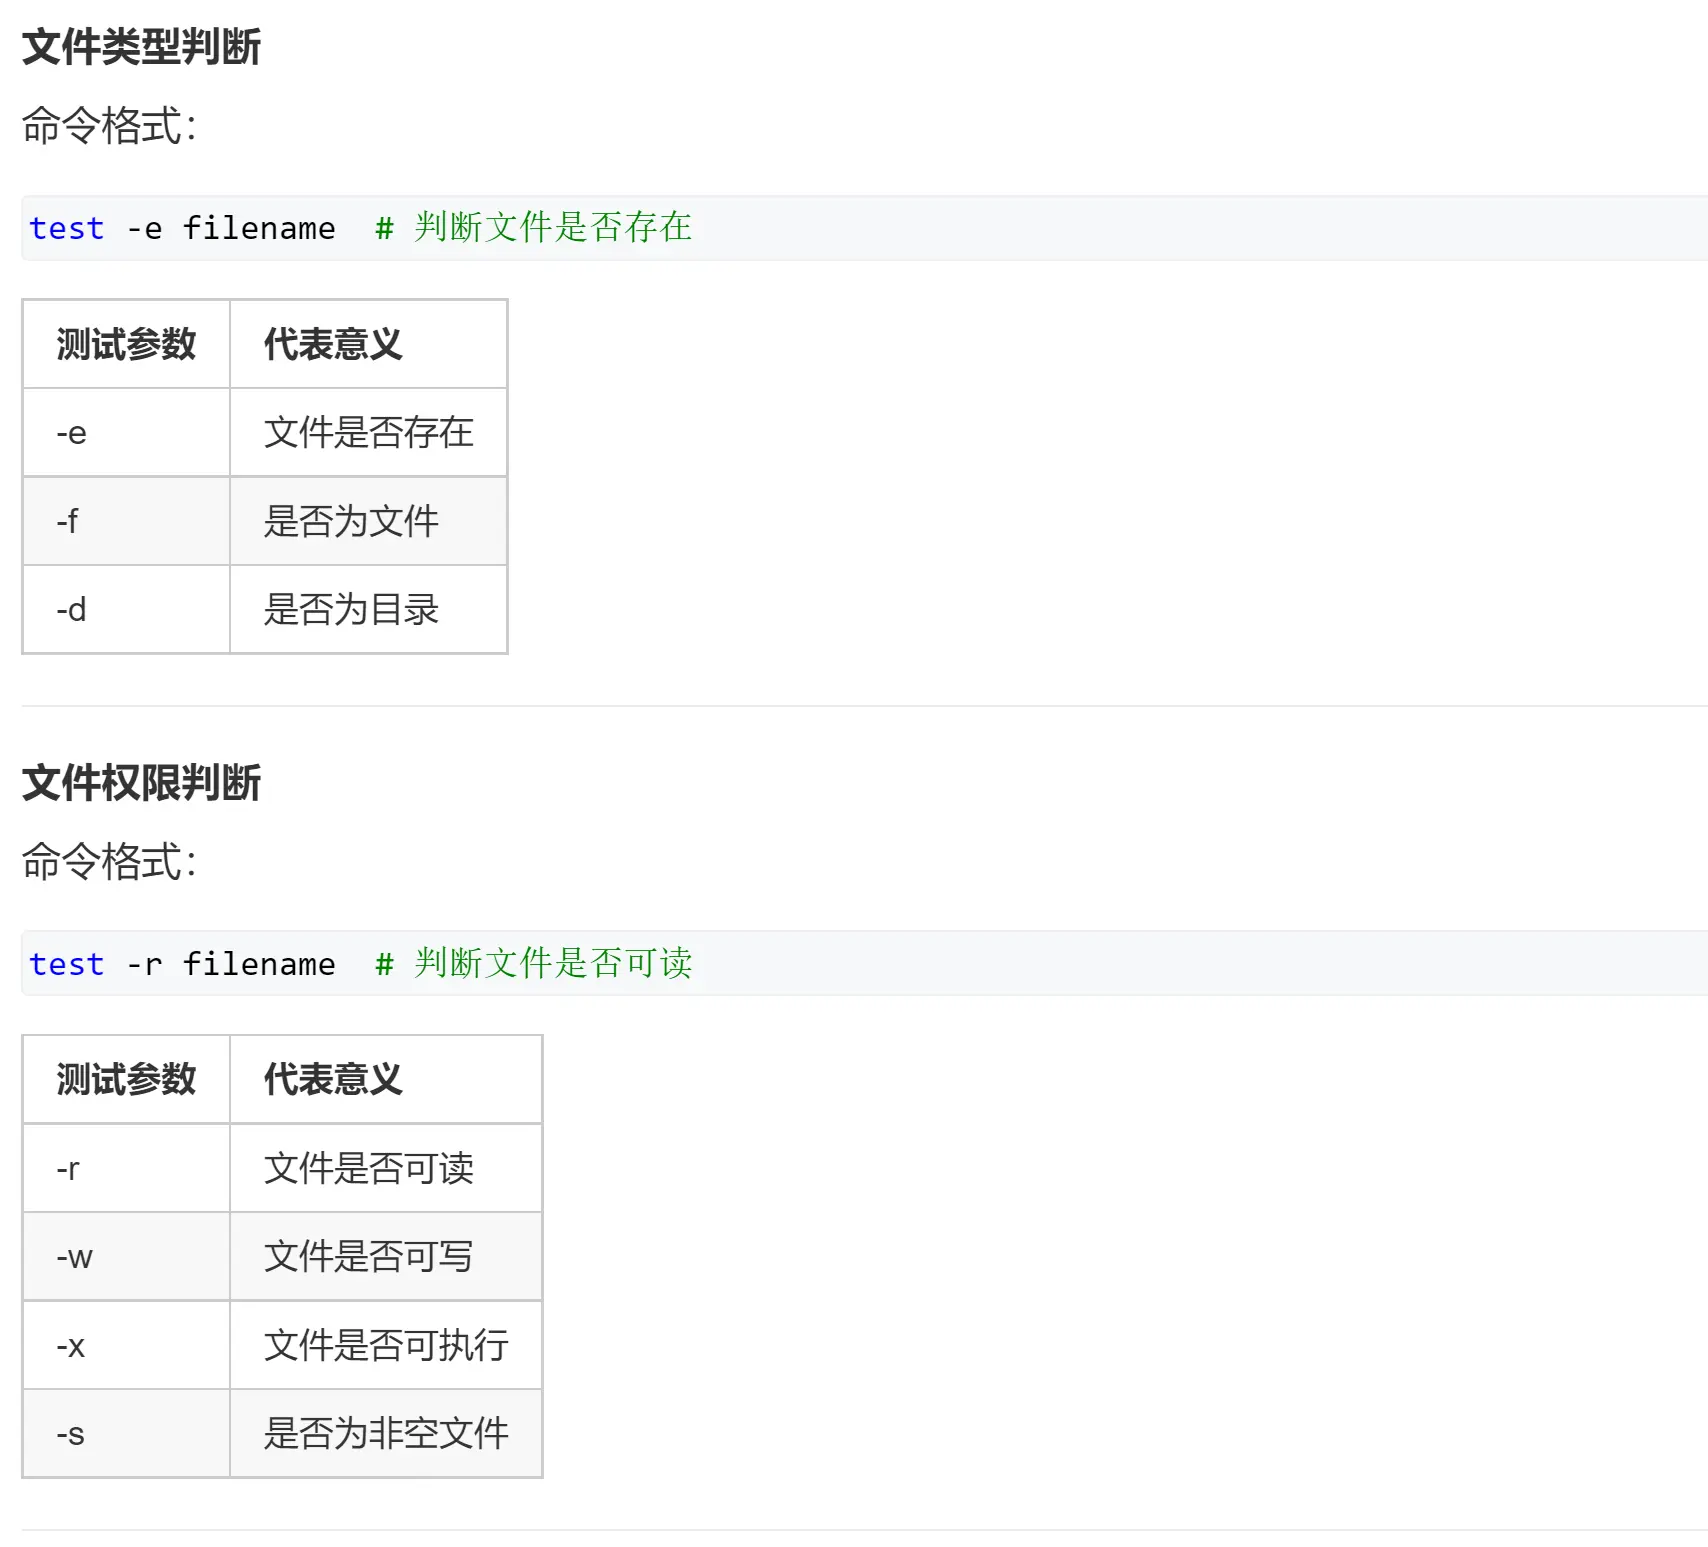 文件类型判断
命令格式：
test -e filename  # 判断文件是否存在
测试参数 代表意义
-e 文件是否存在
-f 是否为文件
-d 是否为目录
文件权限判断
命令格式：
test -r filename  # 判断文件是否可读
测试参数 代表意义
-r 文件是否可读
-w 文件是否可写
-x 文件是否可执行
-s 是否为非空文件